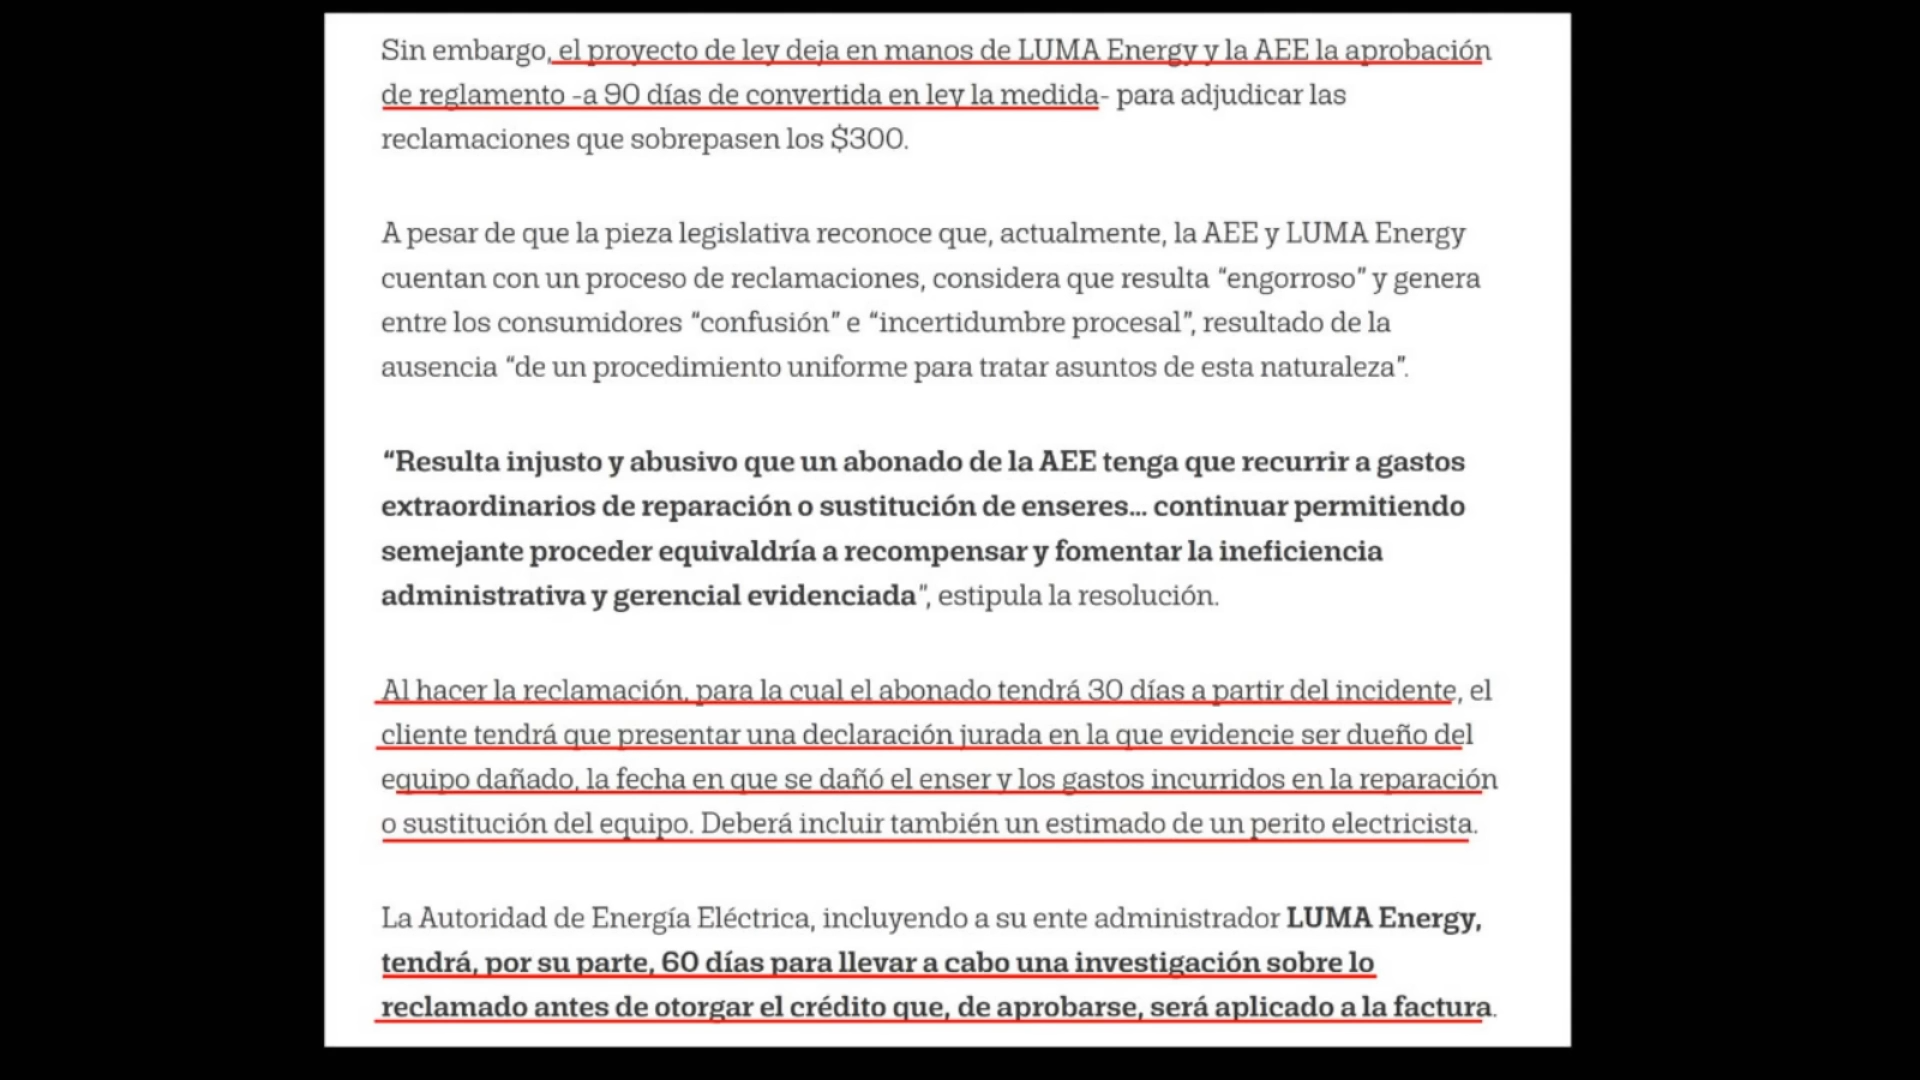 Sin embargo, el proyecto de ley deja en manos de LUMA Energy y la AEE la aprobación
de reglamento -a 90 días de convertida en ley la medida- para adjudicar las
reclamaciones que sobrepasen los $300.
A pesar de que la pieza legislativa reconoce que, actualmente, la AEE y LUMA Energy
cuentan con un proceso de reclamaciones, considera que resulta “engorroso” y genera
entre los consumidores “confusión” e “incertidumbre procesal”, resultado de la
ausencia “de un procedimiento uniforme para tratar asuntos de esta naturaleza”.
“Resulta injusto y abusivo que un abonado de la AEE tenga que recurrir a gastos
extraordinarios de reparación o sustitución de enseres... continuar permitiendo
semejante proceder equivaldría a recompensar y fomentar la ineficiencia
administrativa y gerencial evidenciada”, estipula la resolución.
Al hacer la reclamación, para la cual el abonado tendrá 30 días a partir del incidente, el
cliente tendrá que presentar una declaración jurada en la que evidencie ser dueño del
equipo dañado, la fecha en que se dañó el enser y los gastos incurridos en la reparación
o sustitución del equipo. Deberá incluir también un estimado de un perito electricista.
La Autoridad de Energía Eléctrica, incluyendo a su ente administrador LUMA Energy,
tendrá, por su parte, 60 días para llevar a cabo una investigación sobre lo
reclamado antes de otorgar el crédito que, de aprobarse, será aplicado a la factura.